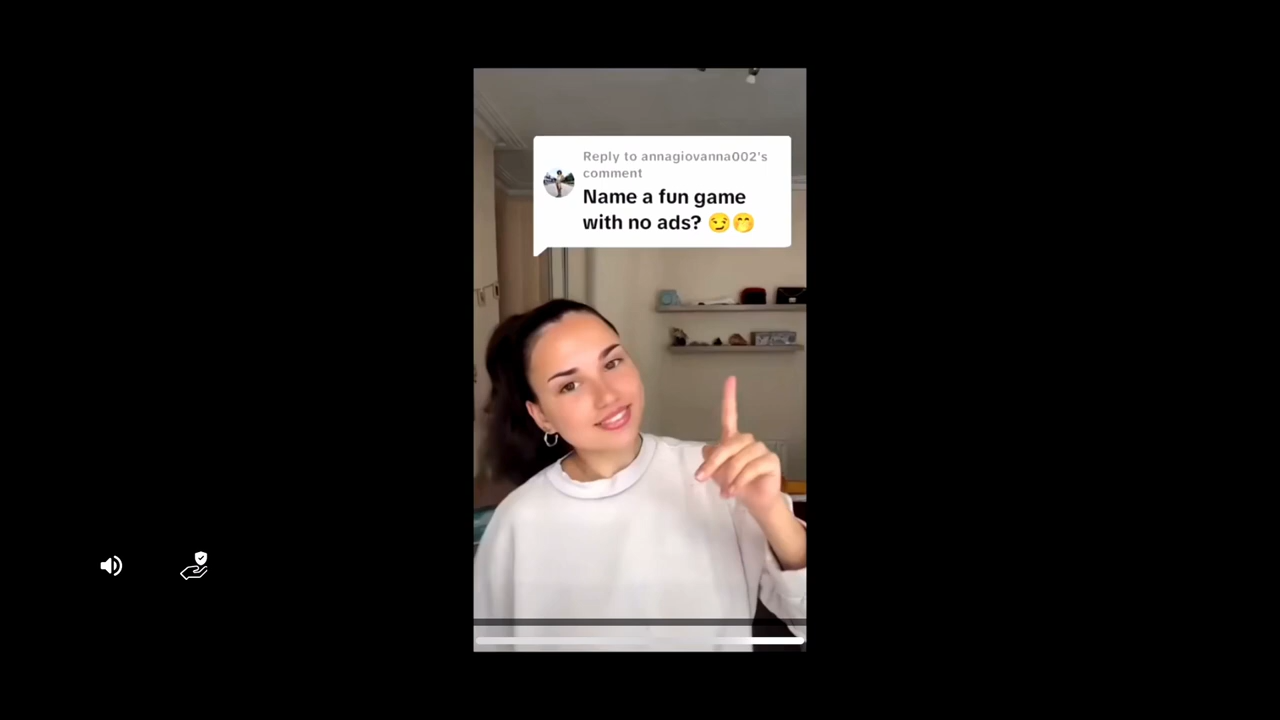 Reply to annagiovanna002's
comment
Name a fun game
with no ads? 😏🤭